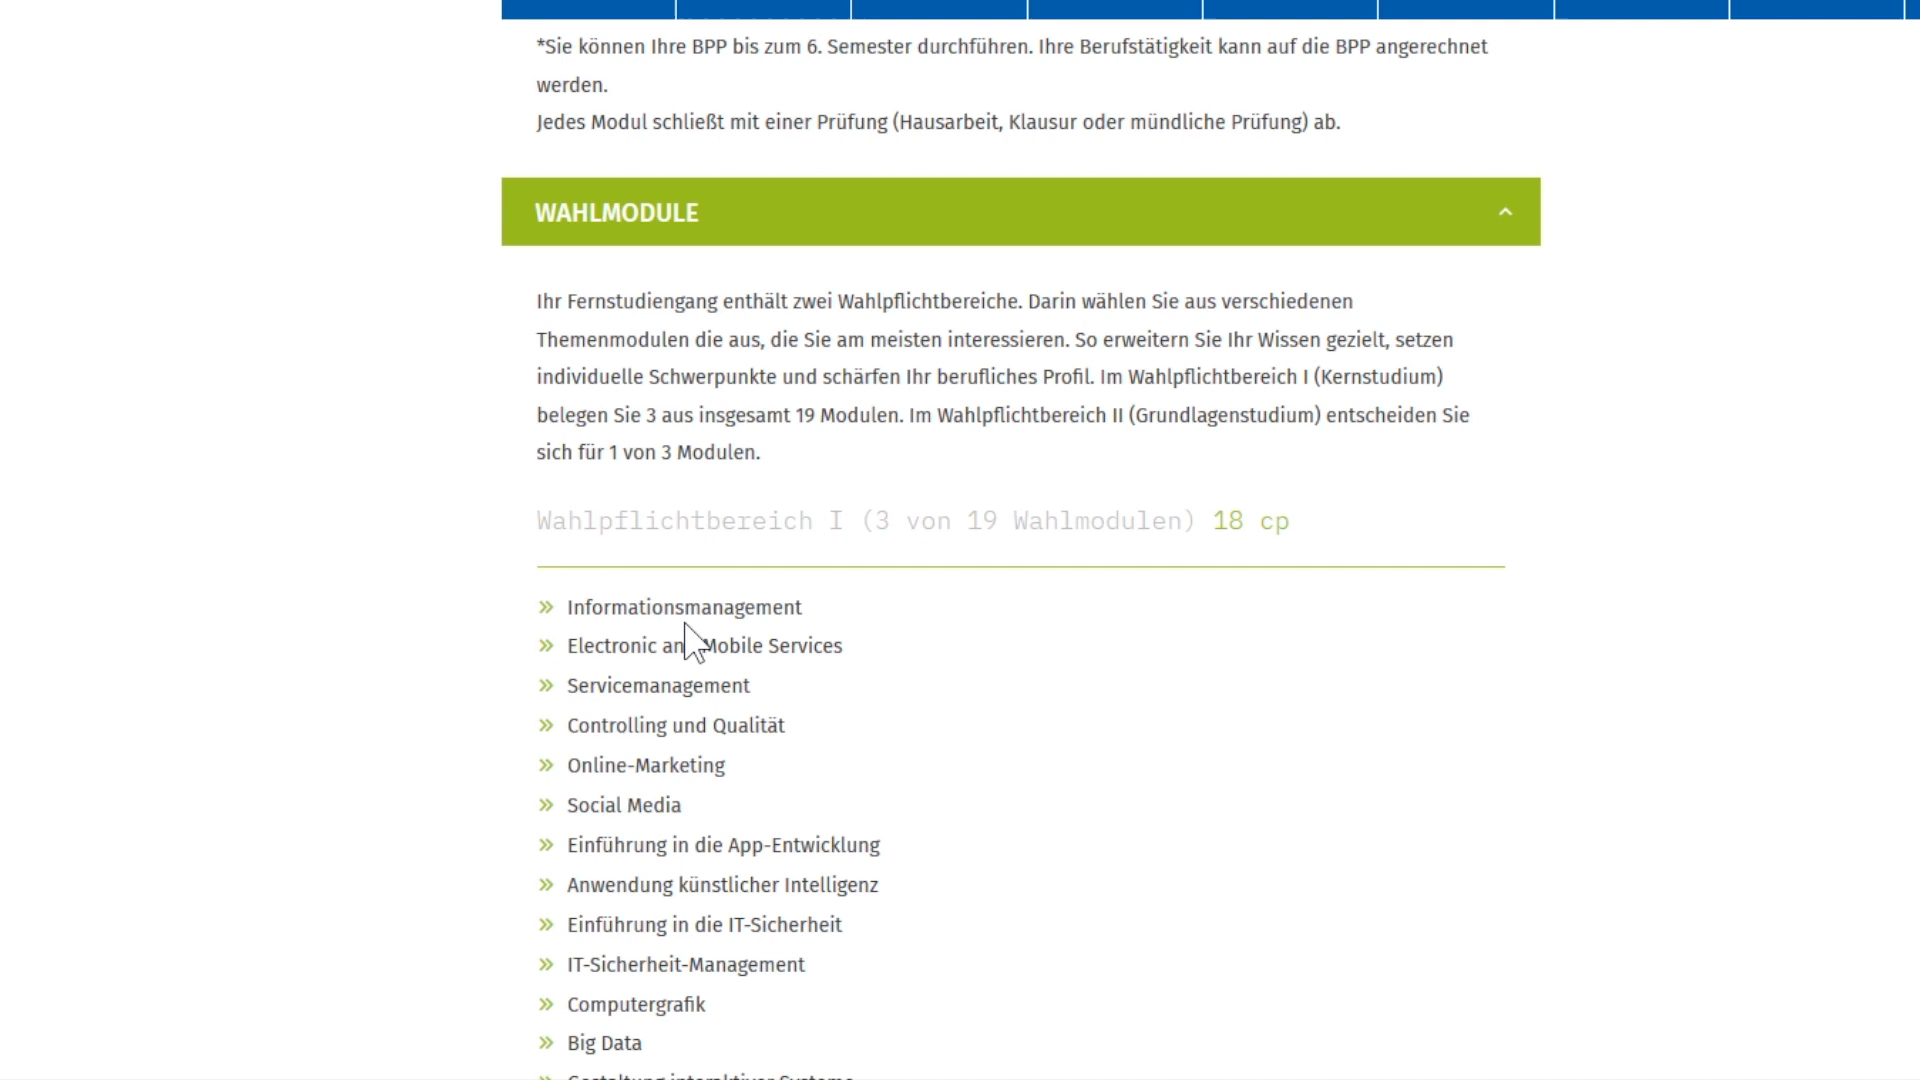 *Sie können Ihre BPP bis zum 6. Semester durchführen. Ihre Berufstätigkeit kann auf die BPP angerechnet
werden.
Jedes Modul schließt mit einer Prüfung (Hausarbeit, Klausur oder mündliche Prüfung) ab.
WAHLMODULE
Ihr Fernstudiengang enthält zwei Wahlpflichtbereiche. Darin wählen Sie aus verschiedenen
Themenmodulen die aus, die Sie am meisten interessieren. So erweitern Sie Ihr Wissen gezielt, setzen
individuelle Schwerpunkte und schärfen Ihr berufliches Profil. Im Wahlpflichtbereich I (Kernstudium)
belegen Sie 3 aus insgesamt 19 Modulen. Im Wahlpflichtbereich II (Grundlagenstudium) entscheiden Sie
sich für 1 von 3 Modulen.
Wahlpflichtbereich I (3 von 19 Wahlmodulen) 18 cp
» Informationsmanagement
» Electronic and Mobile Services
» Servicemanagement
» Controlling und Qualität
» Online-Marketing
» Social Media
» Einführung in die App-Entwicklung
» Anwendung künstlicher Intelligenz
» Einführung in die IT-Sicherheit
» IT-Sicherheit-Management
» Computergrafik
» Big Data
» Gestaltung interaktiver Systeme